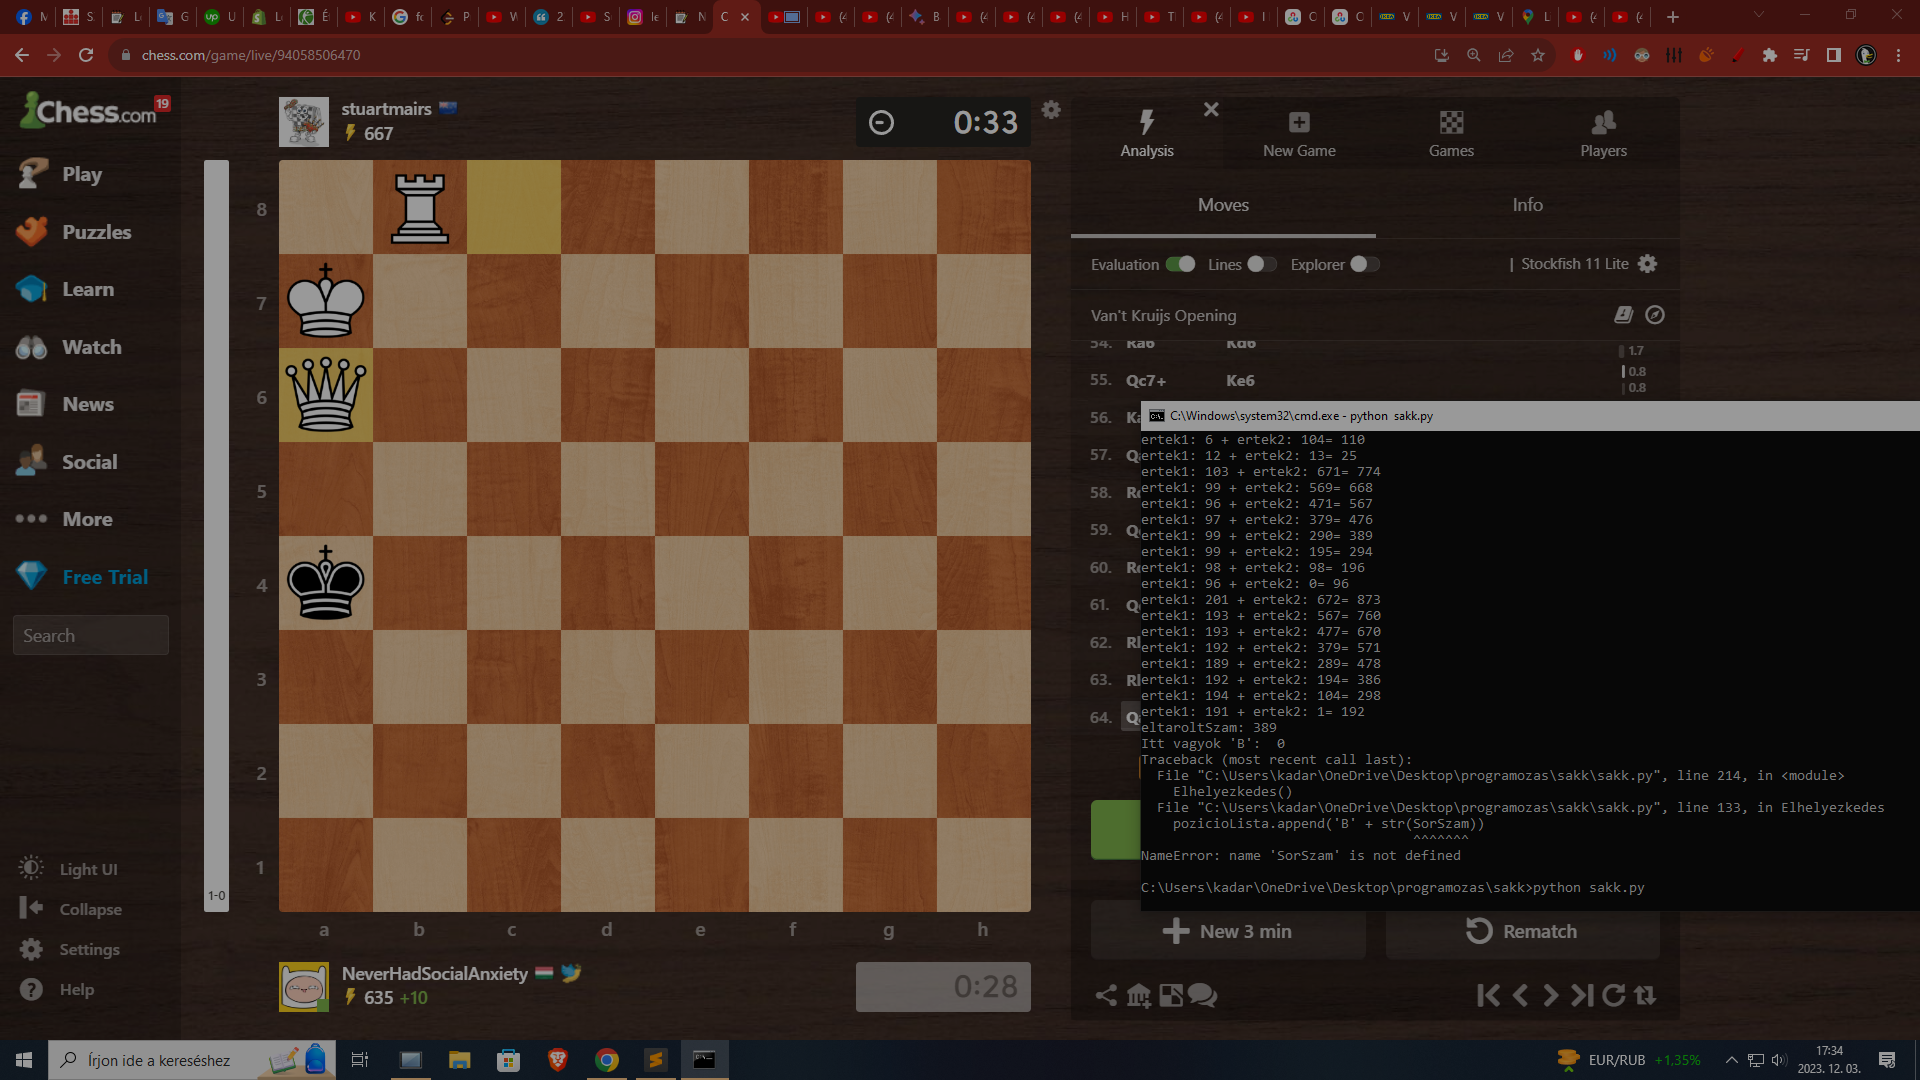 chess.com/game/live/94058506470
Chess.com
19
Play
Puzzles
Learn
Watch
News
Social
More
Free Trial
Search
Light UI
Collapse
Settings
Help
stuartmairs
667
0:33
8
7
6
5
4
3
2
1
1-0
a b c d e f g h
NeverHadSocialAnxiety
635 +10
0:28
Analysis
New Game
Games
Players
Moves
Info
Evaluation
Lines
Explorer
| Stockfish 11 Lite
Van't Kruijs Opening
54. Ra6 Kd6
1.7
55. Qc7+ Ke6
0.8
0.8
56.
57.
58.
59.
60.
61.
62.
63.
64.
C:\Windows\system32\cmd.exe - python sakk.py
ertek1: 6 + ertek2: 104= 110
ertek1: 12 + ertek2: 13= 25
ertek1: 103 + ertek2: 671= 774
ertek1: 99 + ertek2: 569= 668
ertek1: 96 + ertek2: 471= 567
ertek1: 97 + ertek2: 379= 476
ertek1: 99 + ertek2: 290= 389
ertek1: 99 + ertek2: 195= 294
ertek1: 98 + ertek2: 98= 196
ertek1: 96 + ertek2: 0= 96
ertek1: 201 + ertek2: 672= 873
ertek1: 193 + ertek2: 567= 760
ertek1: 193 + ertek2: 477= 670
ertek1: 192 + ertek2: 379= 571
ertek1: 189 + ertek2: 289= 478
ertek1: 192 + ertek2: 194= 386
ertek1: 194 + ertek2: 104= 298
ertek1: 191 + ertek2: 1= 192
eltaroltSzam: 389
Itt vagyok 'B':  0
Traceback (most recent call last):
File "C:\Users\kadar\OneDrive\Desktop\programozas\sakk\sakk.py", line 214, in <module>
Elhelyezkedes()
File "C:\Users\kadar\OneDrive\Desktop\programozas\sakk\sakk.py", line 133, in Elhelyezkedes
pozicioLista.append('B' + str(SorSzam))
^^^^^^^
NameError: name 'SorSzam' is not defined
C:\Users\kadar\OneDrive\Desktop\programozas\sakk>python sakk.py
New 3 min
Rematch
Írjon ide a kereséshez
EUR/RUB +1,35%
17:34
2023. 12. 03.